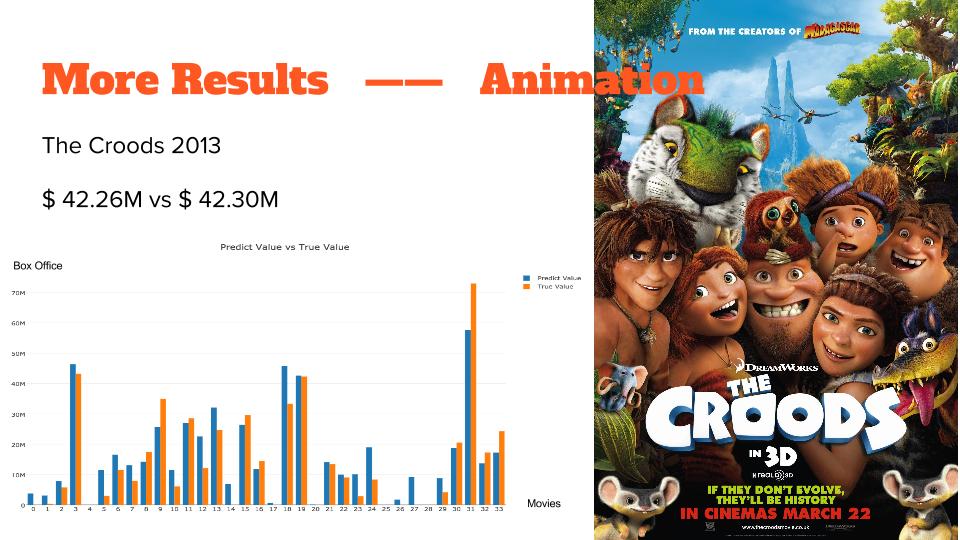 More Results —— Animation
The Croods 2013
$ 42.26M vs $ 42.30M
Predict Value vs True Value
Box Office
Predict Value
True Value
70M
60M
50M
40M
30M
20M
10M
0
0 1 2 3 4 5 6 7 8 9 10 11 12 13 14 15 16 17 18 19 20 21 22 23 24 25 26 27 28 29 30 31 32 33
Movies
FROM THE CREATORS OF MADAGASCAR
DREAMWORKS
THE
CROODS
IN 3D
REALD 3D
IF THEY DON'T EVOLVE,
THEY'LL BE HISTORY
IN CINEMAS MARCH 22
www.thecroodsmovie.co.uk